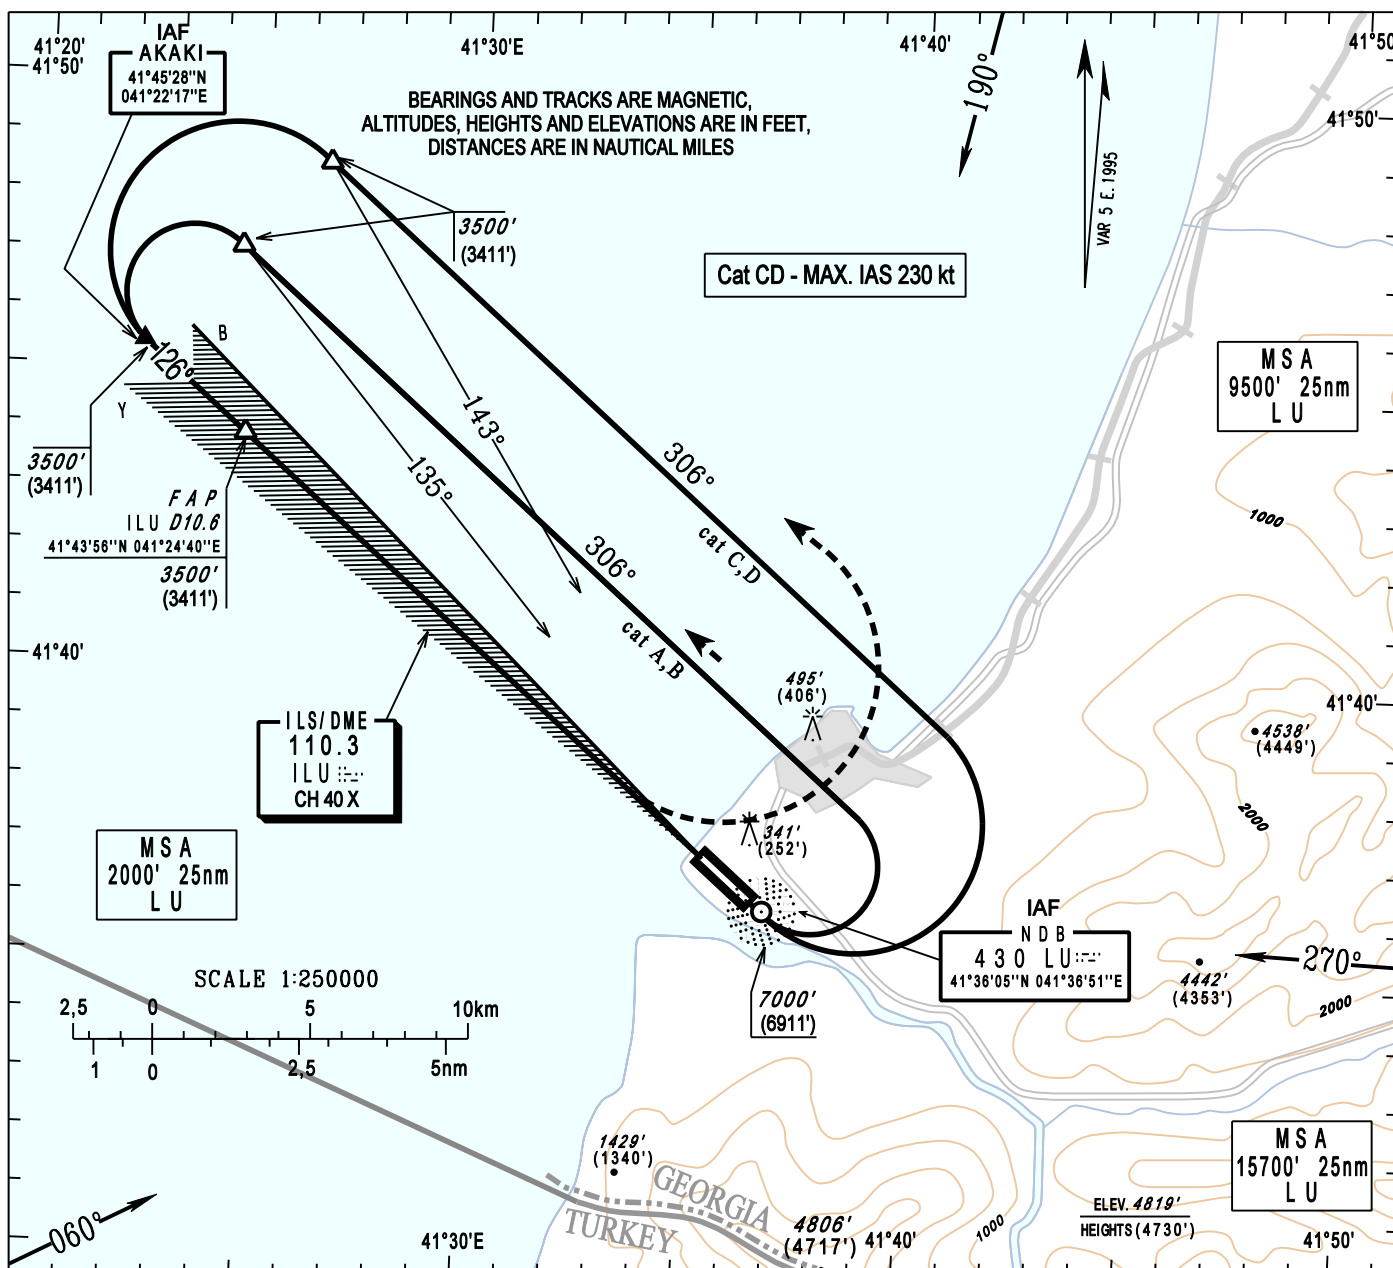 41°20'
41°30'E
41°40'
41°50'
41°50'
41°50'
IAF
AKAKI
41°45'28"N
041°22'17"E
BEARINGS AND TRACKS ARE MAGNETIC,
ALTITUDES, HEIGHTS AND ELEVATIONS ARE IN FEET,
DISTANCES ARE IN NAUTICAL MILES
190°
VAR 5 E. 1995
3500'
(3411')
Cat CD - MAX. IAS 230 kt
126°
B
Y
3500'
(3411')
FAP
ILU D10.6
41°43'56"N 041°24'40"E
3500'
(3411')
143°
135°
306°
cat C,D
306°
cat A,B
MSA
9500' 25nm
LU
1000
41°40'
41°40'
495'
(406')
4538'
(4449')
2000
ILS/DME
110.3
ILU
CH 40 X
341'
(252')
MSA
2000' 25nm
LU
IAF
NDB
430 LU
41°36'05"N 041°36'51"E
270°
4442'
(4353')
2000
7000'
(6911')
SCALE 1:250000
2,5 0 5 10km
1 0 2,5 5nm
1429'
(1340')
GEORGIA
TURKEY
4806'
(4717')
1000
MSA
15700' 25nm
LU
ELEV. 4819'
HEIGHTS (4730')
060°
41°30'E
41°40'
41°50'